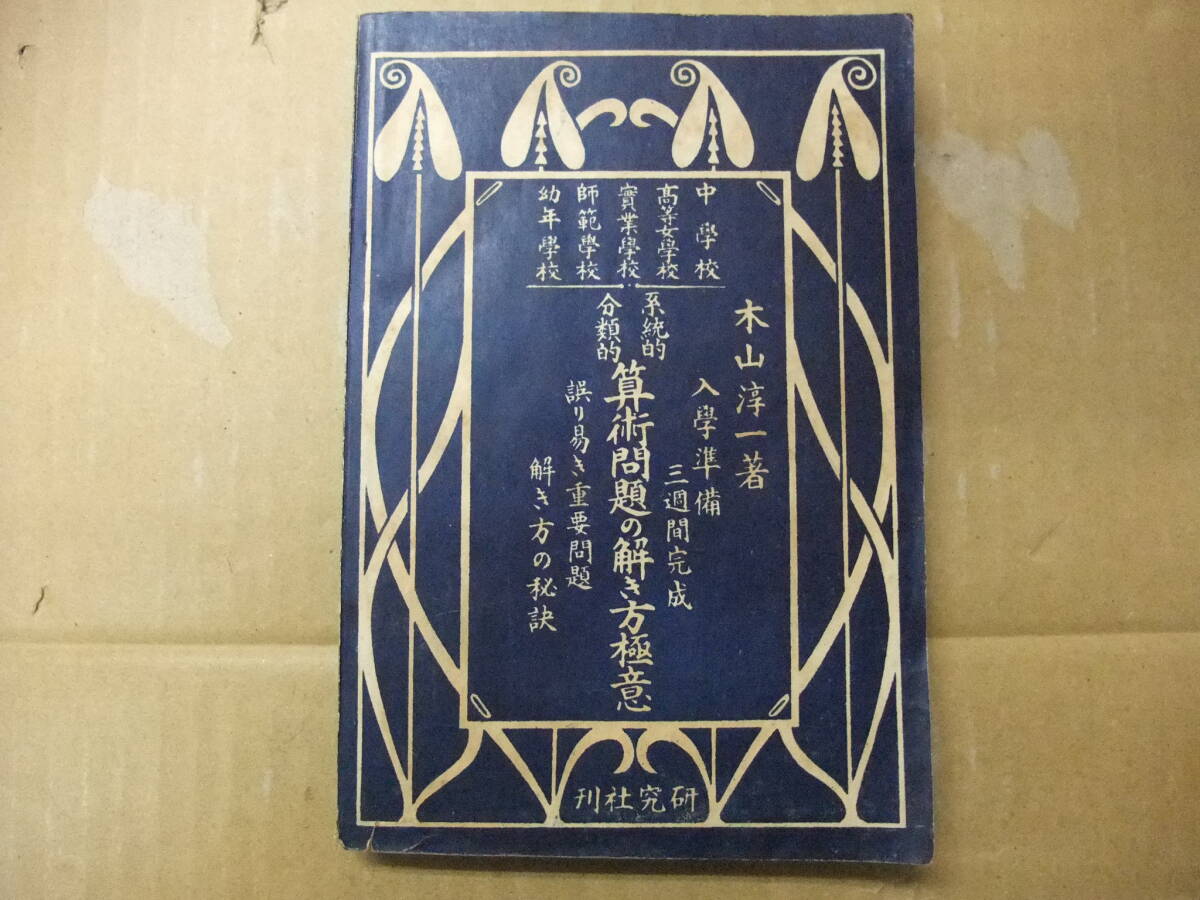 中學校
高等女學校
實業學校
師範學校
幼年學校
木山淳一著
入學準備
三週間完成
系統的
分類的
算術問題の解き方極意
誤り易き重要問題
解き方の秘訣
研究社刊